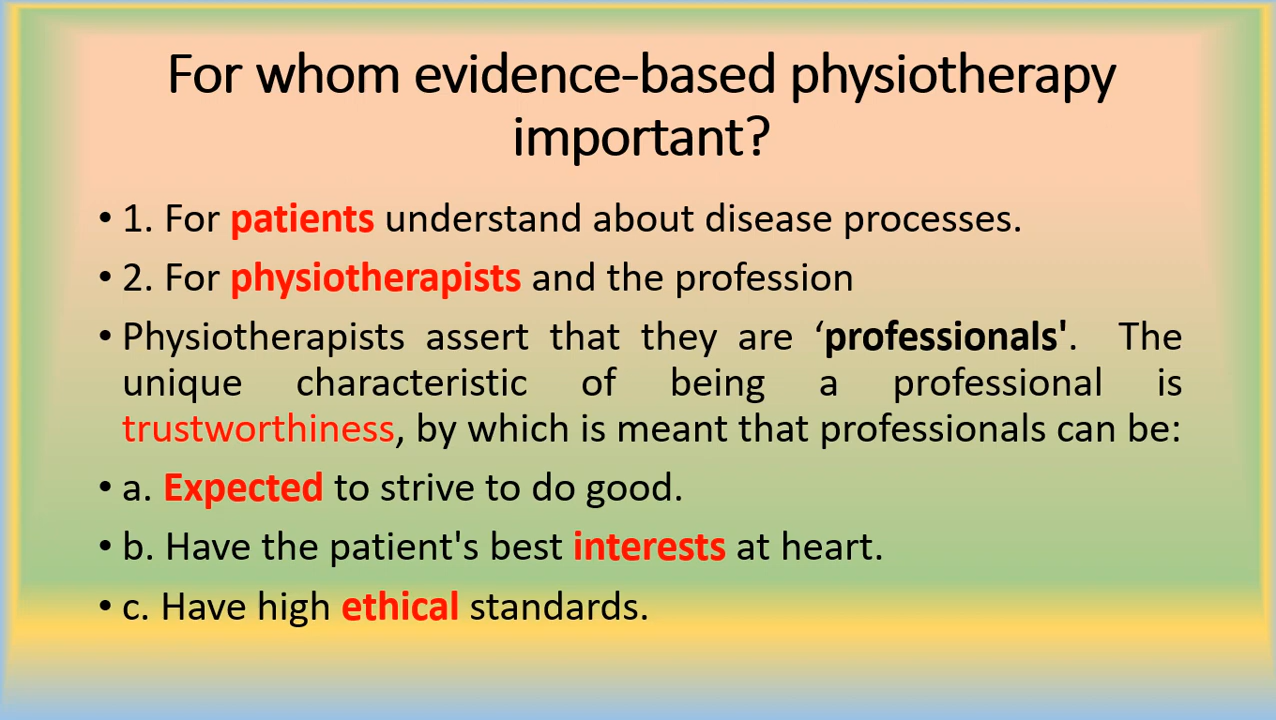 For whom evidence-based physiotherapy
important?
• 1. For patients understand about disease processes.
• 2. For physiotherapists and the profession
• Physiotherapists assert that they are ‘professionals'. The
unique characteristic of being a professional is
trustworthiness, by which is meant that professionals can be:
• a. Expected to strive to do good.
• b. Have the patient's best interests at heart.
• c. Have high ethical standards.